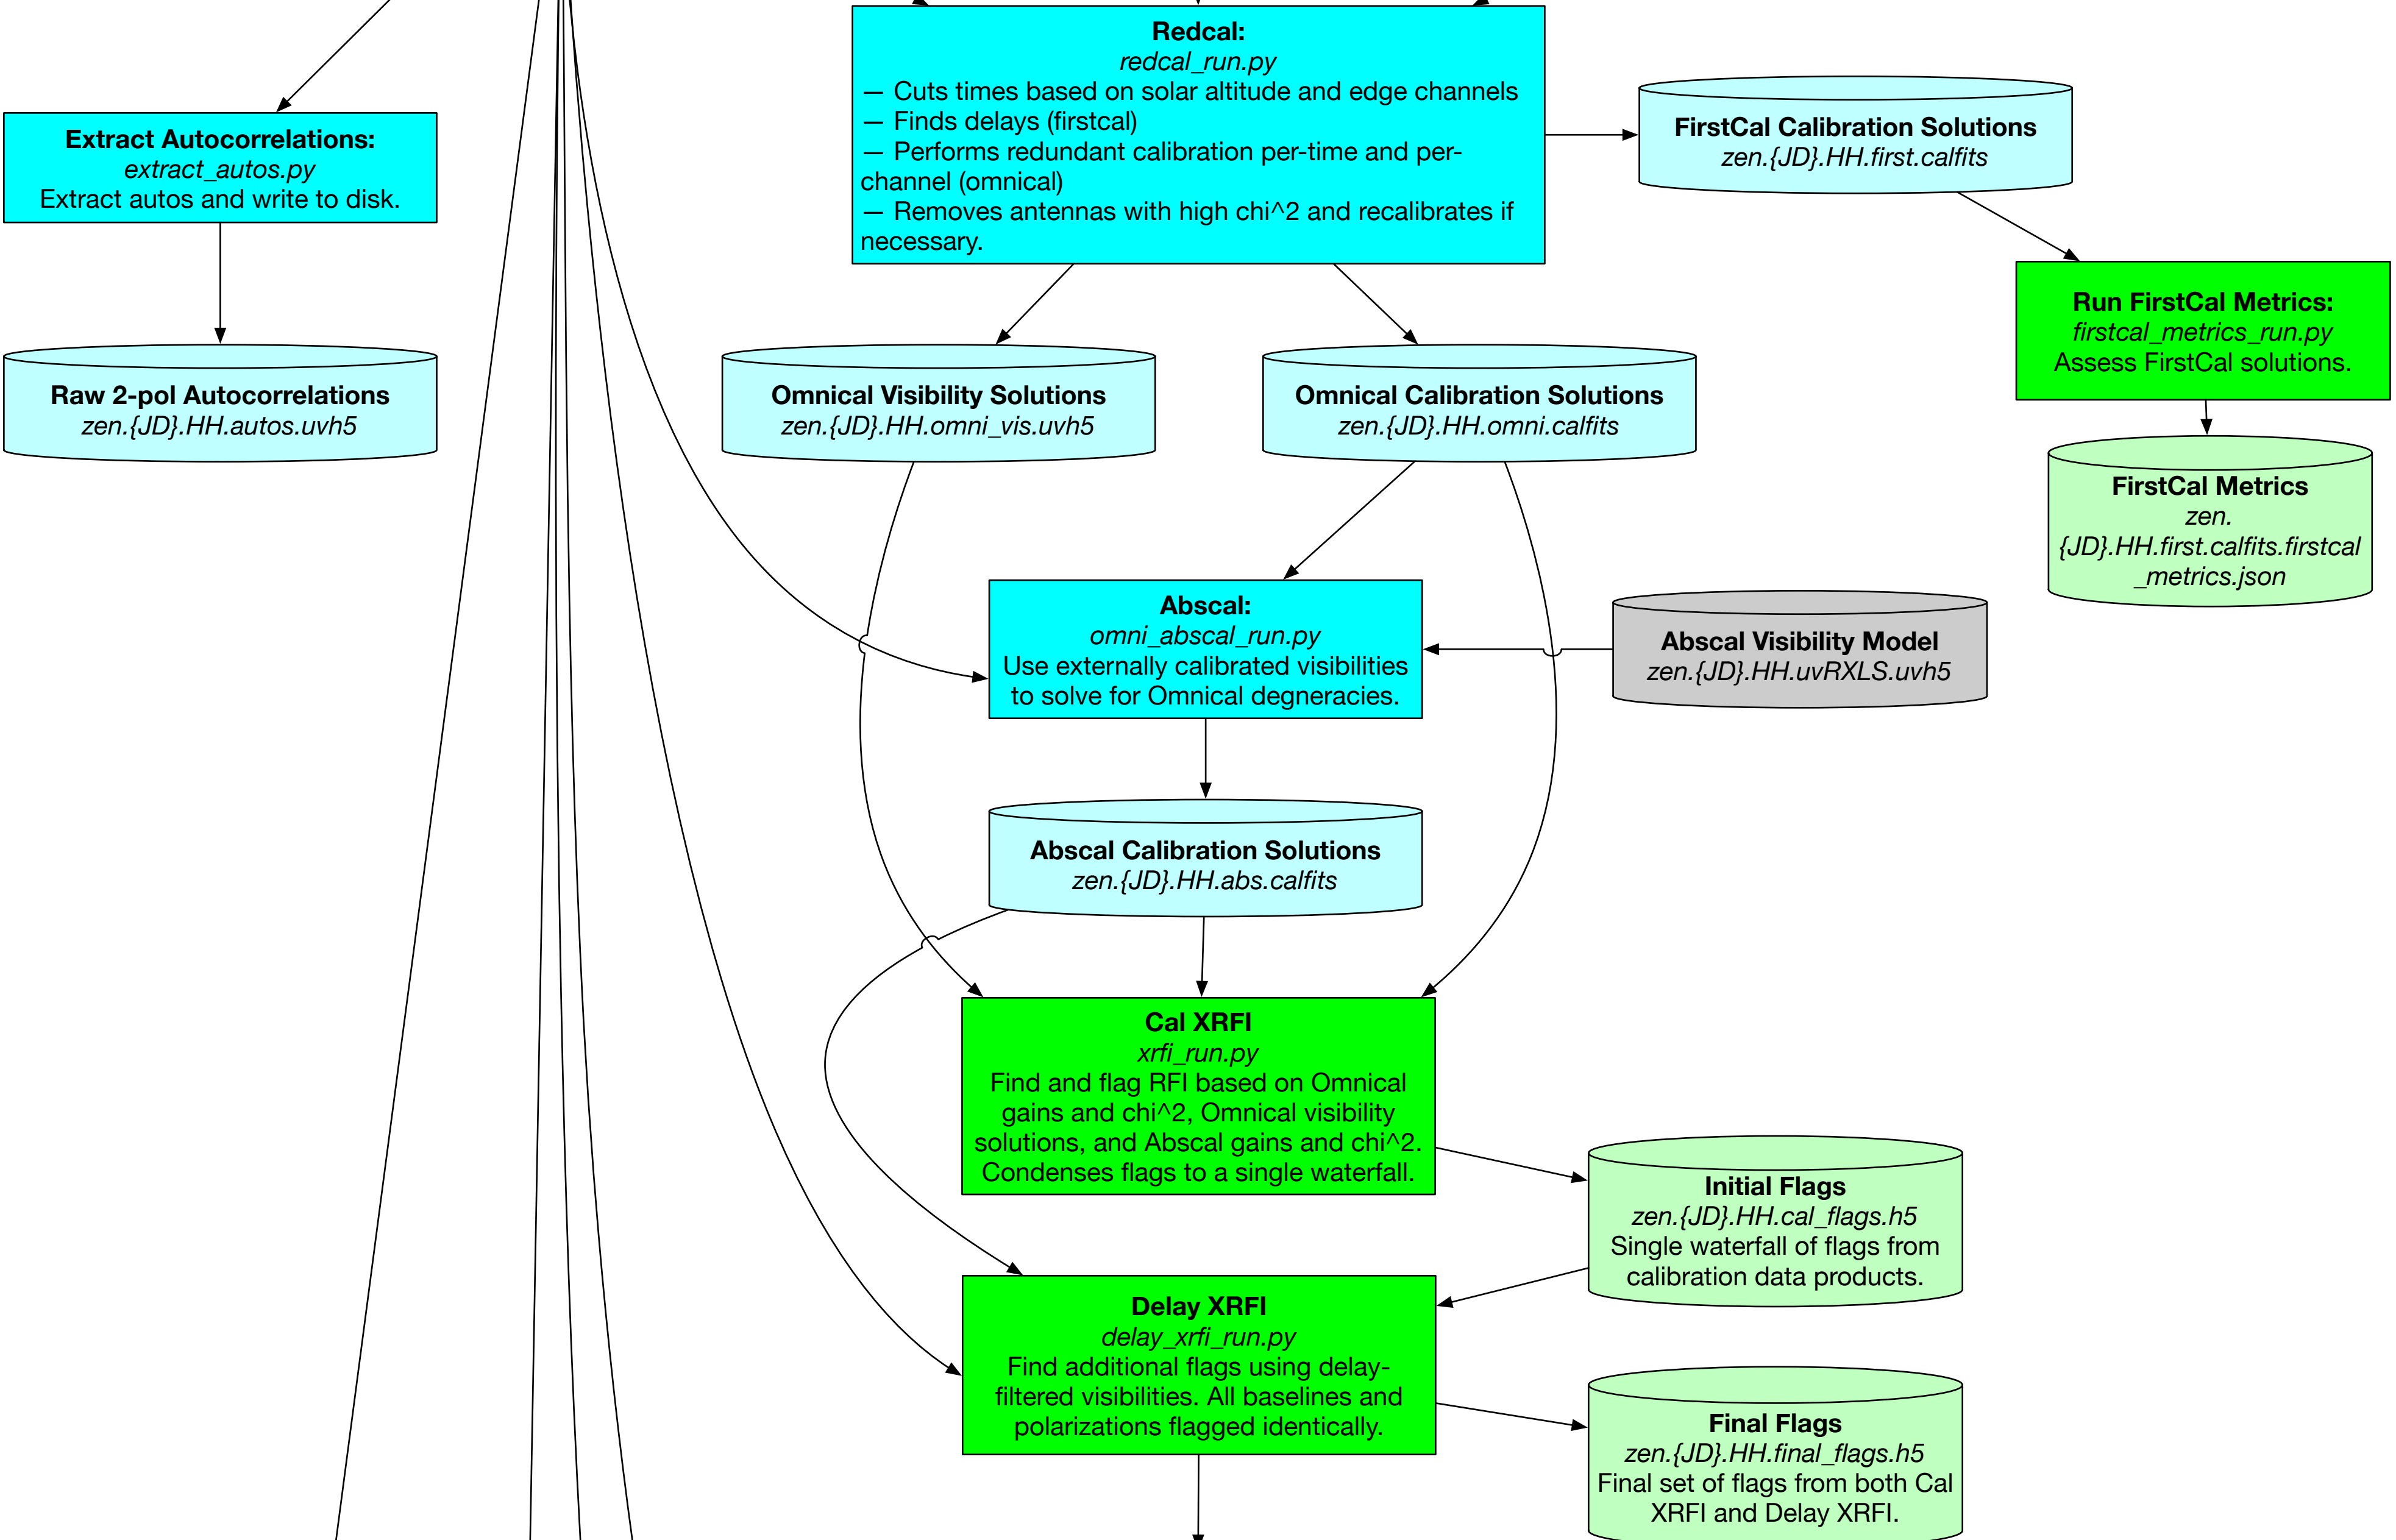 Redcal:
redcal_run.py
— Cuts times based on solar altitude and edge channels
— Finds delays (firstcal)
— Performs redundant calibration per-time and per-
channel (omnical)
— Removes antennas with high chi^2 and recalibrates if
necessary.
FirstCal Calibration Solutions
zen.{JD}.HH.first.calfits
Extract Autocorrelations:
extract_autos.py
Extract autos and write to disk.
Run FirstCal Metrics:
firstcal_metrics_run.py
Assess FirstCal solutions.
Raw 2-pol Autocorrelations
zen.{JD}.HH.autos.uvh5
Omnical Visibility Solutions
zen.{JD}.HH.omni_vis.uvh5
Omnical Calibration Solutions
zen.{JD}.HH.omni.calfits
FirstCal Metrics
zen.
{JD}.HH.first.calfits.firstcal
_metrics.json
Abscal:
omni_abscal_run.py
Use externally calibrated visibilities
to solve for Omnical degneracies.
Abscal Visibility Model
zen.{JD}.HH.uvRXLS.uvh5
Abscal Calibration Solutions
zen.{JD}.HH.abs.calfits
Cal XRFI
xrfi_run.py
Find and flag RFI based on Omnical
gains and chi^2, Omnical visibility
solutions, and Abscal gains and chi^2.
Condenses flags to a single waterfall.
Initial Flags
zen.{JD}.HH.cal_flags.h5
Single waterfall of flags from
calibration data products.
Delay XRFI
delay_xrfi_run.py
Find additional flags using delay-
filtered visibilities. All baselines and
polarizations flagged identically.
Final Flags
zen.{JD}.HH.final_flags.h5
Final set of flags from both Cal
XRFI and Delay XRFI.